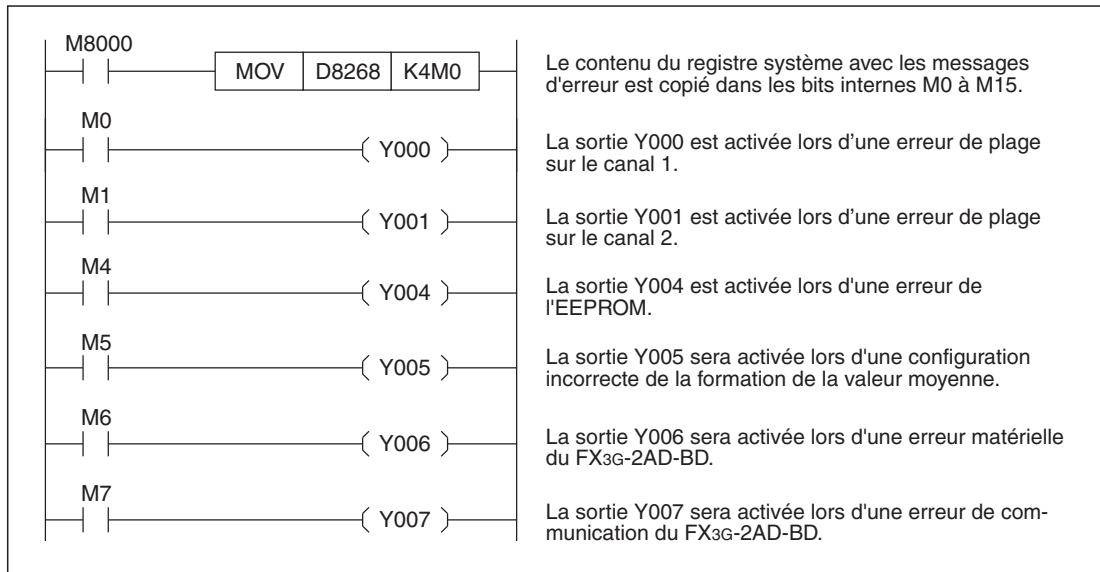 M8000
MOV D8268 K4M0
Le contenu du registre système avec les messages
d'erreur est copié dans les bits internes M0 à M15.
M0
Y000
La sortie Y000 est activée lors d’une erreur de plage
sur le canal 1.
M1
Y001
La sortie Y001 est activée lors d’une erreur de plage
sur le canal 2.
M4
Y004
La sortie Y004 est activée lors d'une erreur de
l'EEPROM.
M5
Y005
La sortie Y005 sera activée lors d'une configuration
incorrecte de la formation de la valeur moyenne.
M6
Y006
La sortie Y006 sera activée lors d'une erreur matérielle
du FX3G-2AD-BD.
M7
Y007
La sortie Y007 sera activée lors d'une erreur de com-
munication du FX3G-2AD-BD.